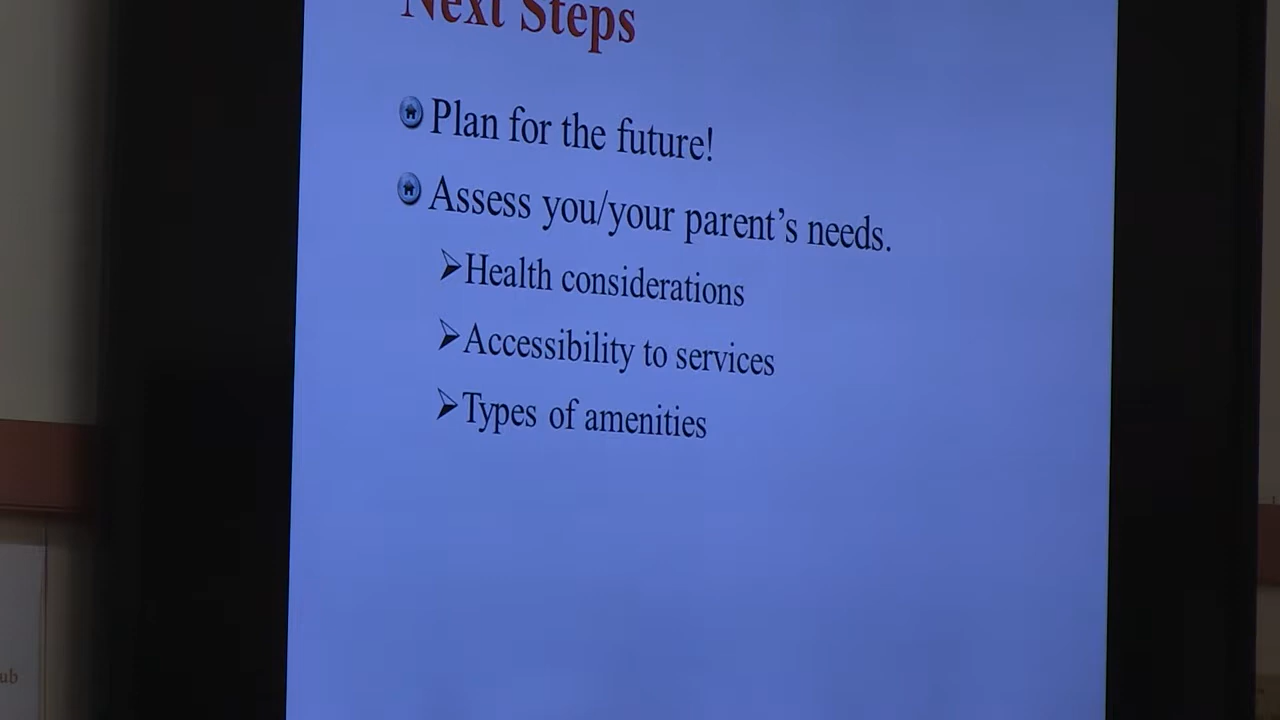 Next Steps
Plan for the future!
Assess you/your parent's needs.
Health considerations
Accessibility to services
Types of amenities
ub